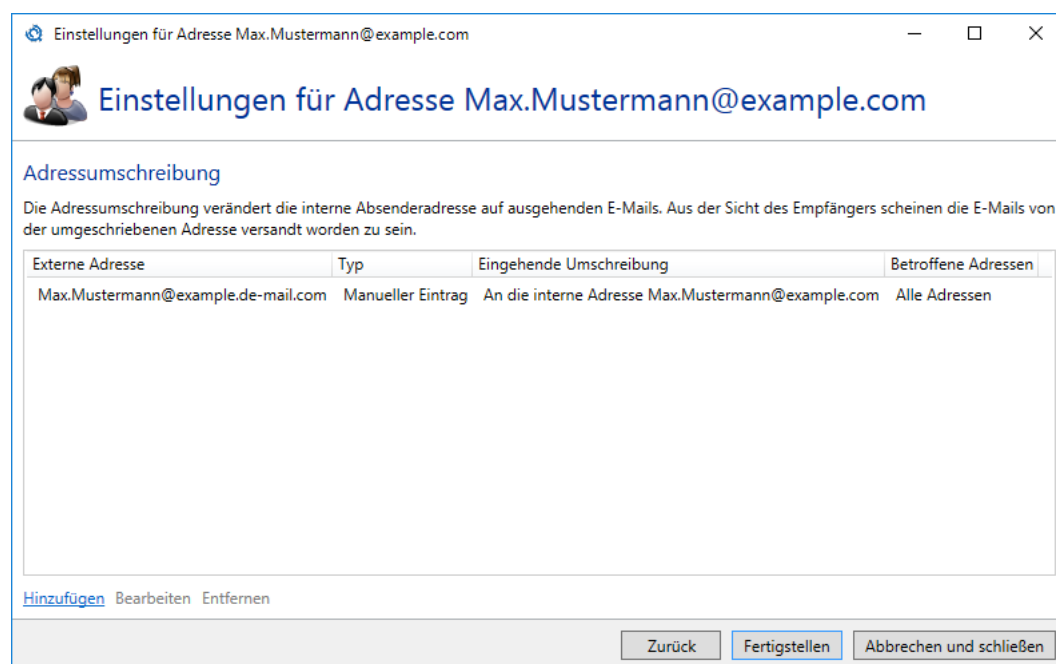 Einstellungen für Adresse Max.Mustermann@example.com
Einstellungen für Adresse Max.Mustermann@example.com
Adressumschreibung
Die Adressumschreibung verändert die interne Absenderadresse auf ausgehenden E-Mails. Aus der Sicht des Empfängers scheinen die E-Mails von
der umgeschriebenen Adresse versandt worden zu sein.
Externe Adresse Typ Eingehende Umschreibung Betroffene Adressen
Max.Mustermann@example.de-mail.com Manueller Eintrag An die interne Adresse Max.Mustermann@example.com Alle Adressen
Hinzufügen Bearbeiten Entfernen
Zurück Fertigstellen Abbrechen und schließen